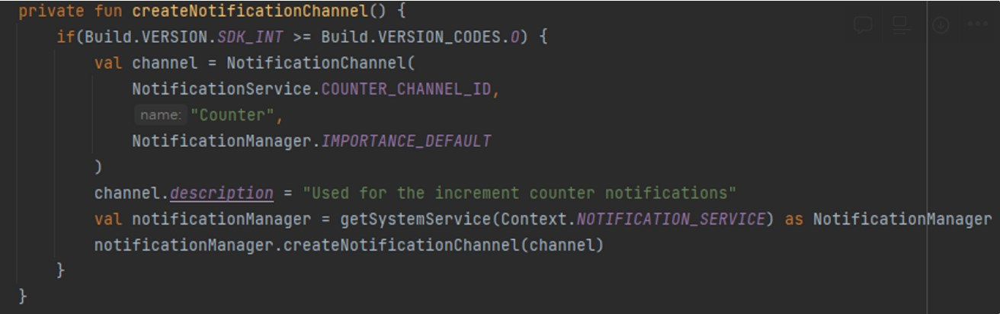 private fun createNotificationChannel() {
    if(Build.VERSION.SDK_INT >= Build.VERSION_CODES.O) {
        val channel = NotificationChannel(
            NotificationService.COUNTER_CHANNEL_ID,
            name: "Counter",
            NotificationManager.IMPORTANCE_DEFAULT
        )
        channel.description = "Used for the increment counter notifications"
        val notificationManager = getSystemService(Context.NOTIFICATION_SERVICE) as NotificationManager
        notificationManager.createNotificationChannel(channel)
    }
}